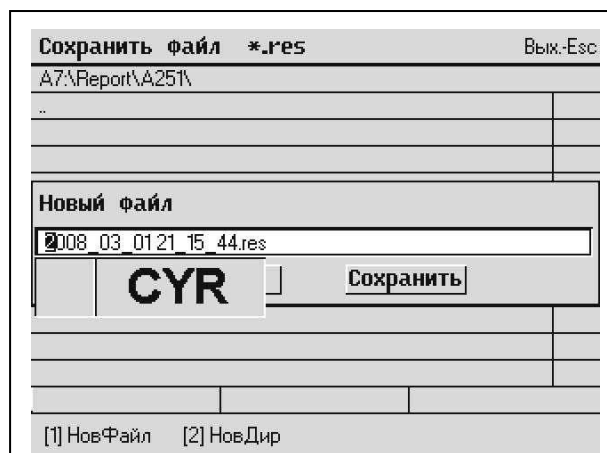 Сохранить файл *.res Вых.-Esc
A7:\Report\A251\
..
Новый файл
2008_03_01 21_15_44.res
CYR Сохранить
[1] НовФайл [2] НовДир